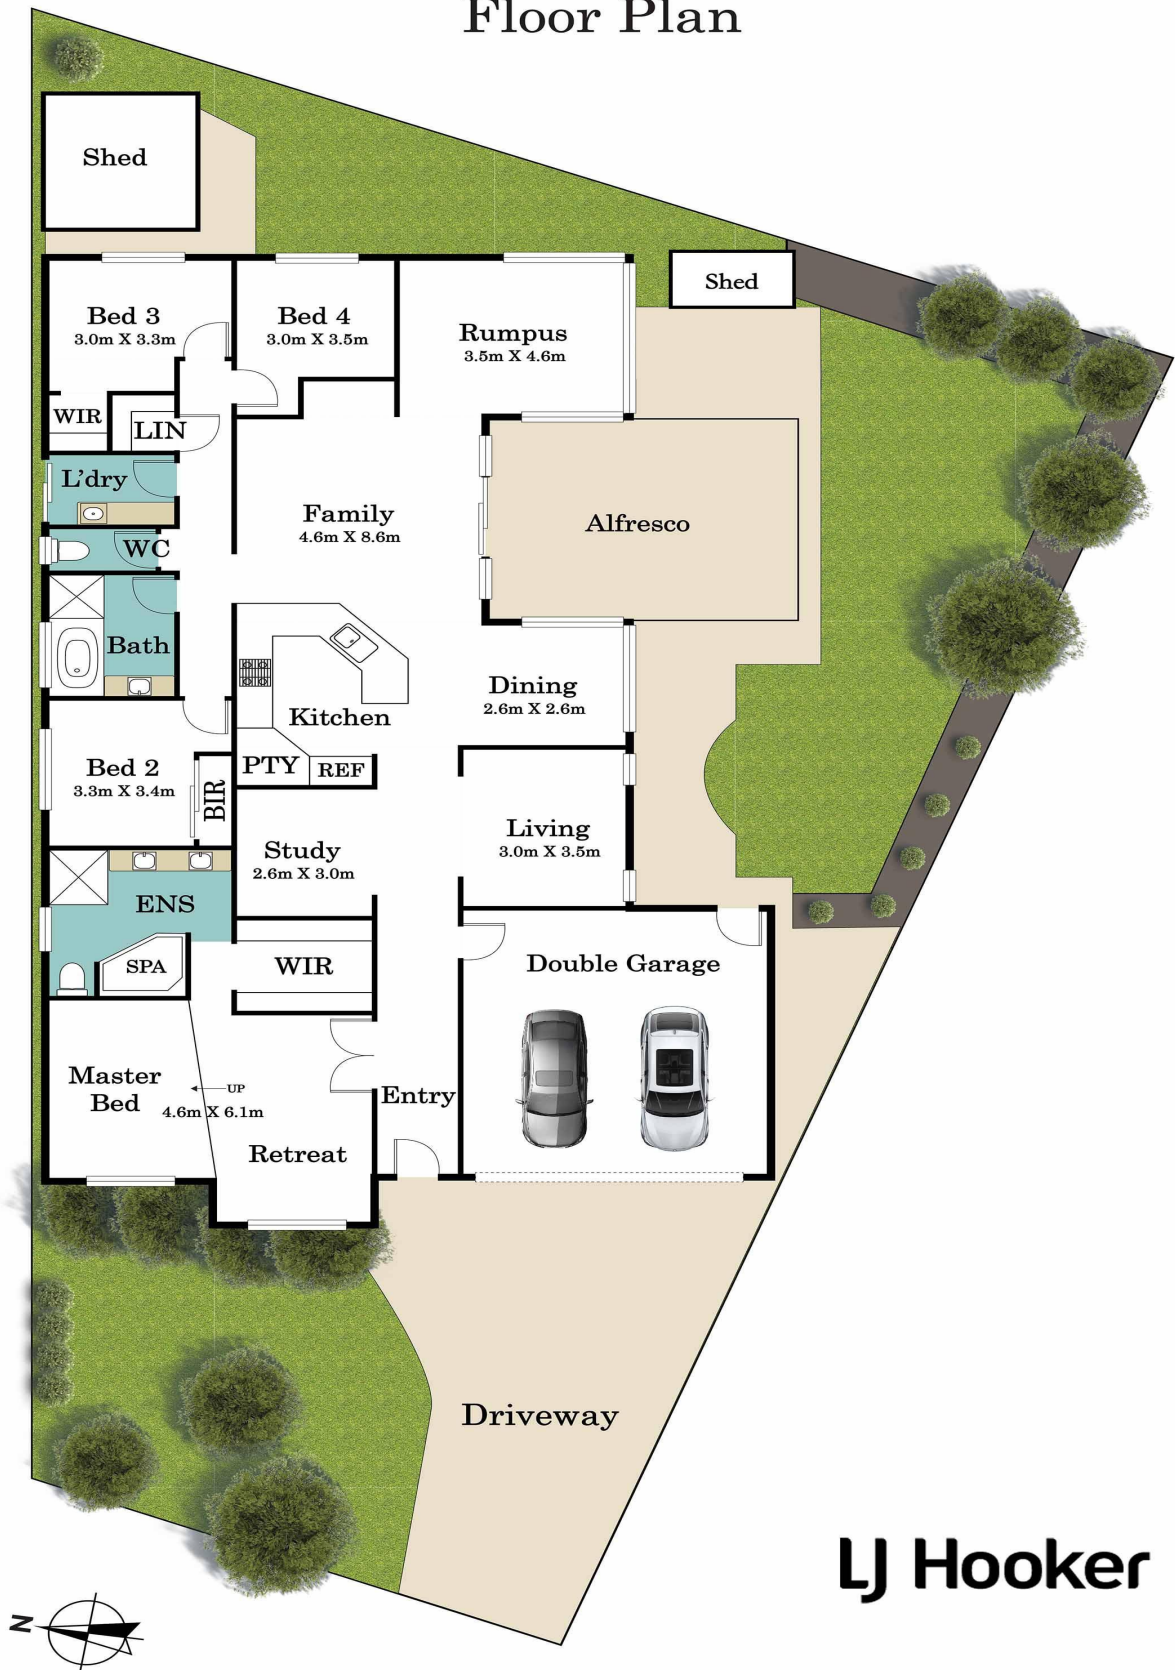 Floor Plan
Shed
Shed
Bed 3
3.0m X 3.3m
Bed 4
3.0m X 3.5m
Rumpus
3.5m X 4.6m
WIR
LIN
L'dry
WC
Bath
Family
4.6m X 8.6m
Alfresco
Kitchen
Dining
2.6m X 2.6m
PTY
REF
Bed 2
3.3m X 3.4m
BIR
Study
2.6m X 3.0m
Living
3.0m X 3.5m
ENS
SPA
WIR
Double Garage
Master
Bed
UP
4.6m X 6.1m
Retreat
Entry
Driveway
LJ Hooker
N